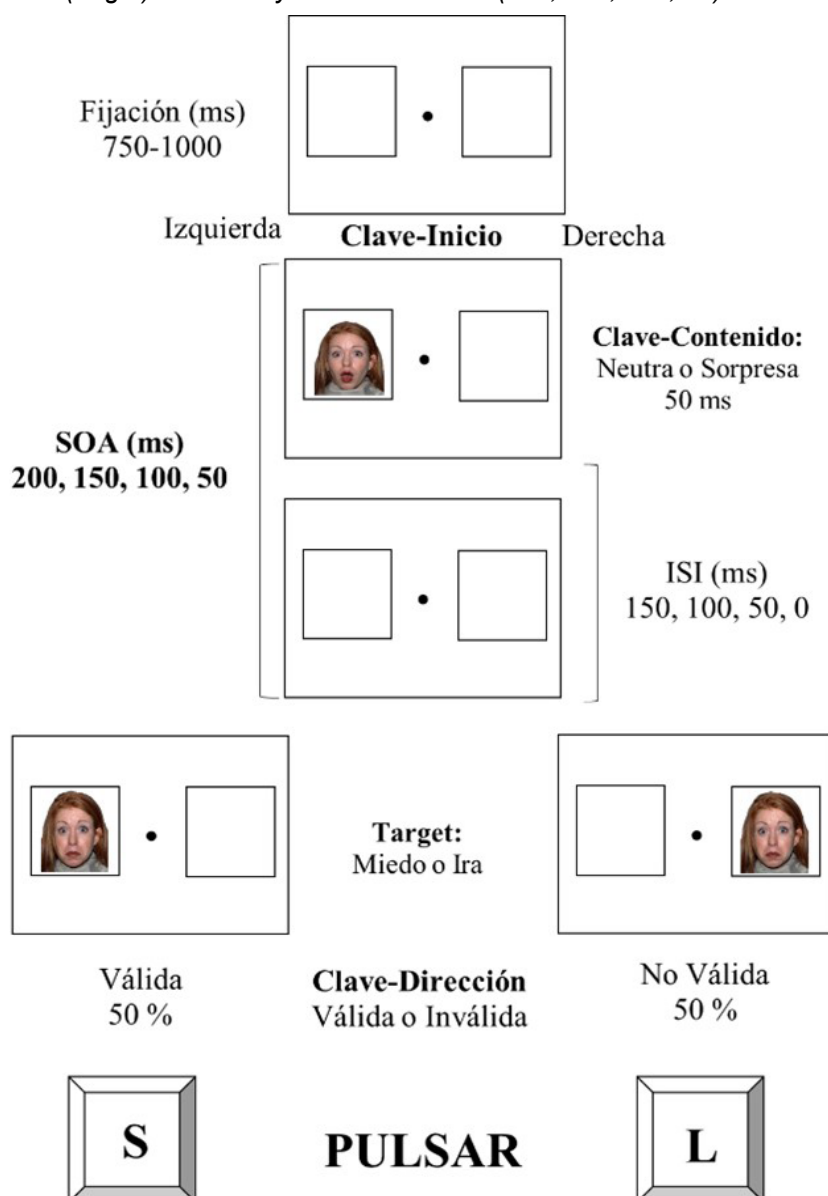 Fijación (ms)
750-1000
Izquierda
Clave-Inicio
Derecha
Clave-Contenido:
Neutra o Sorpresa
50 ms
SOA (ms)
200, 150, 100, 50
ISI (ms)
150, 100, 50, 0
Target:
Miedo o Ira
Válida
50 %
Clave-Dirección
Válida o Inválida
No Válida
50 %
S
PULSAR
L